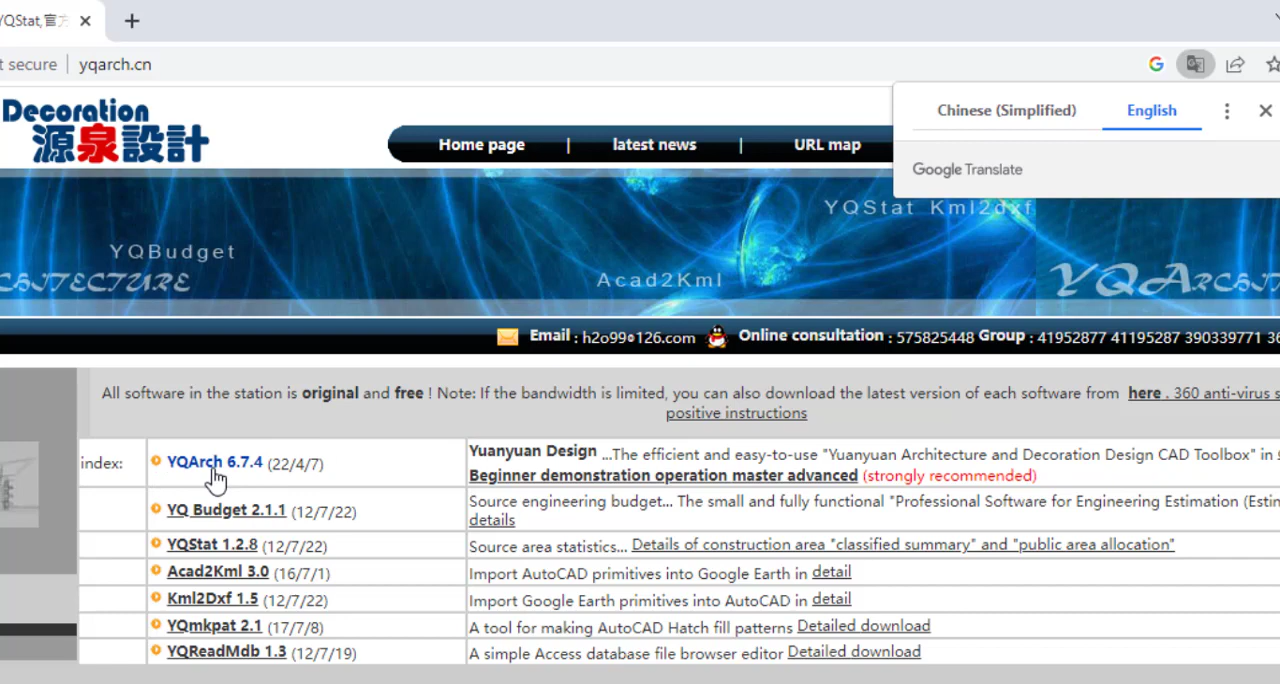 YQStat,官方
t secure | yqarch.cn
Chinese (Simplified) English
Google Translate
Decoration
源泉設計
Home page | latest news | URL map
YQStat Kml2dxf
YQBudget
Acad2Kml
Email : h2o99@126.com Online consultation : 575825448 Group : 41952877 41195287 390339771 36
All software in the station is original and free ! Note: If the bandwidth is limited, you can also download the latest version of each software from here . 360 anti-virus s
positive instructions
index: YQArch 6.7.4 (22/4/7) Yuanyuan Design ...The efficient and easy-to-use "Yuanyuan Architecture and Decoration Design CAD Toolbox" in
Beginner demonstration operation master advanced (strongly recommended)
YQ Budget 2.1.1 (12/7/22) Source engineering budget... The small and fully functional "Professional Software for Engineering Estimation (Esti
details
YQStat 1.2.8 (12/7/22) Source area statistics... Details of construction area "classified summary" and "public area allocation"
Acad2Kml 3.0 (16/7/1) Import AutoCAD primitives into Google Earth in detail
Kml2Dxf 1.5 (12/7/22) Import Google Earth primitives into AutoCAD in detail
YQmkpat 2.1 (17/7/8) A tool for making AutoCAD Hatch fill patterns Detailed download
YQReadMdb 1.3 (12/7/19) A simple Access database file browser editor Detailed download